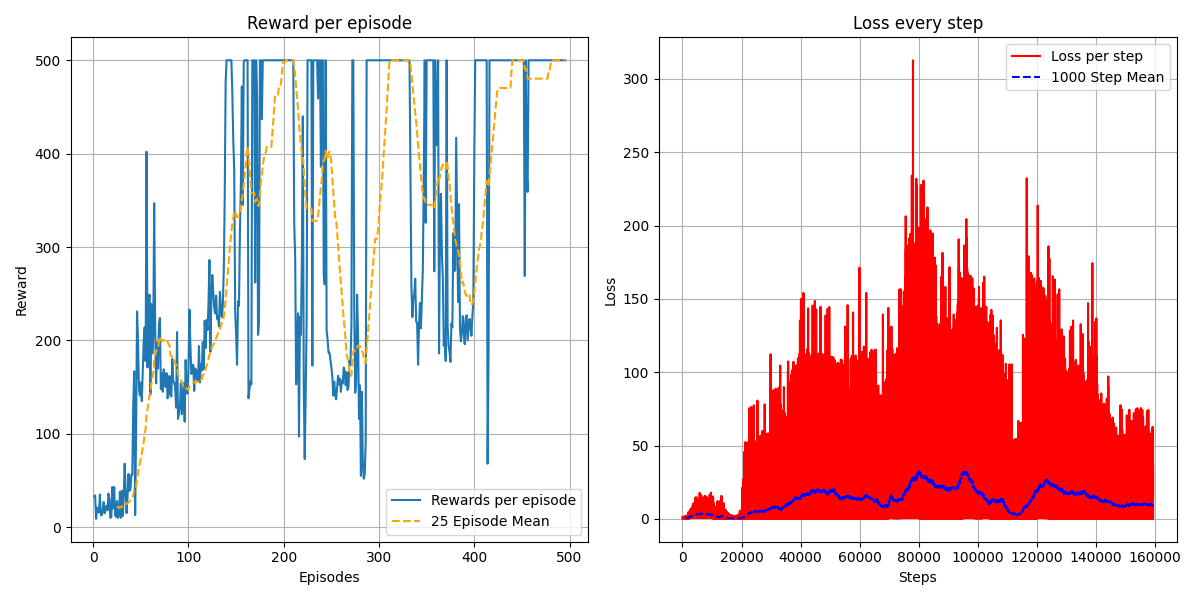 Reward per episode
500
400
300
200
100
0
Reward
0
100
200
300
400
500
Episodes
Rewards per episode
25 Episode Mean
Loss every step
300
250
200
150
100
50
0
Loss
0
20000
40000
60000
80000
100000
120000
140000
160000
Steps
Loss per step
1000 Step Mean